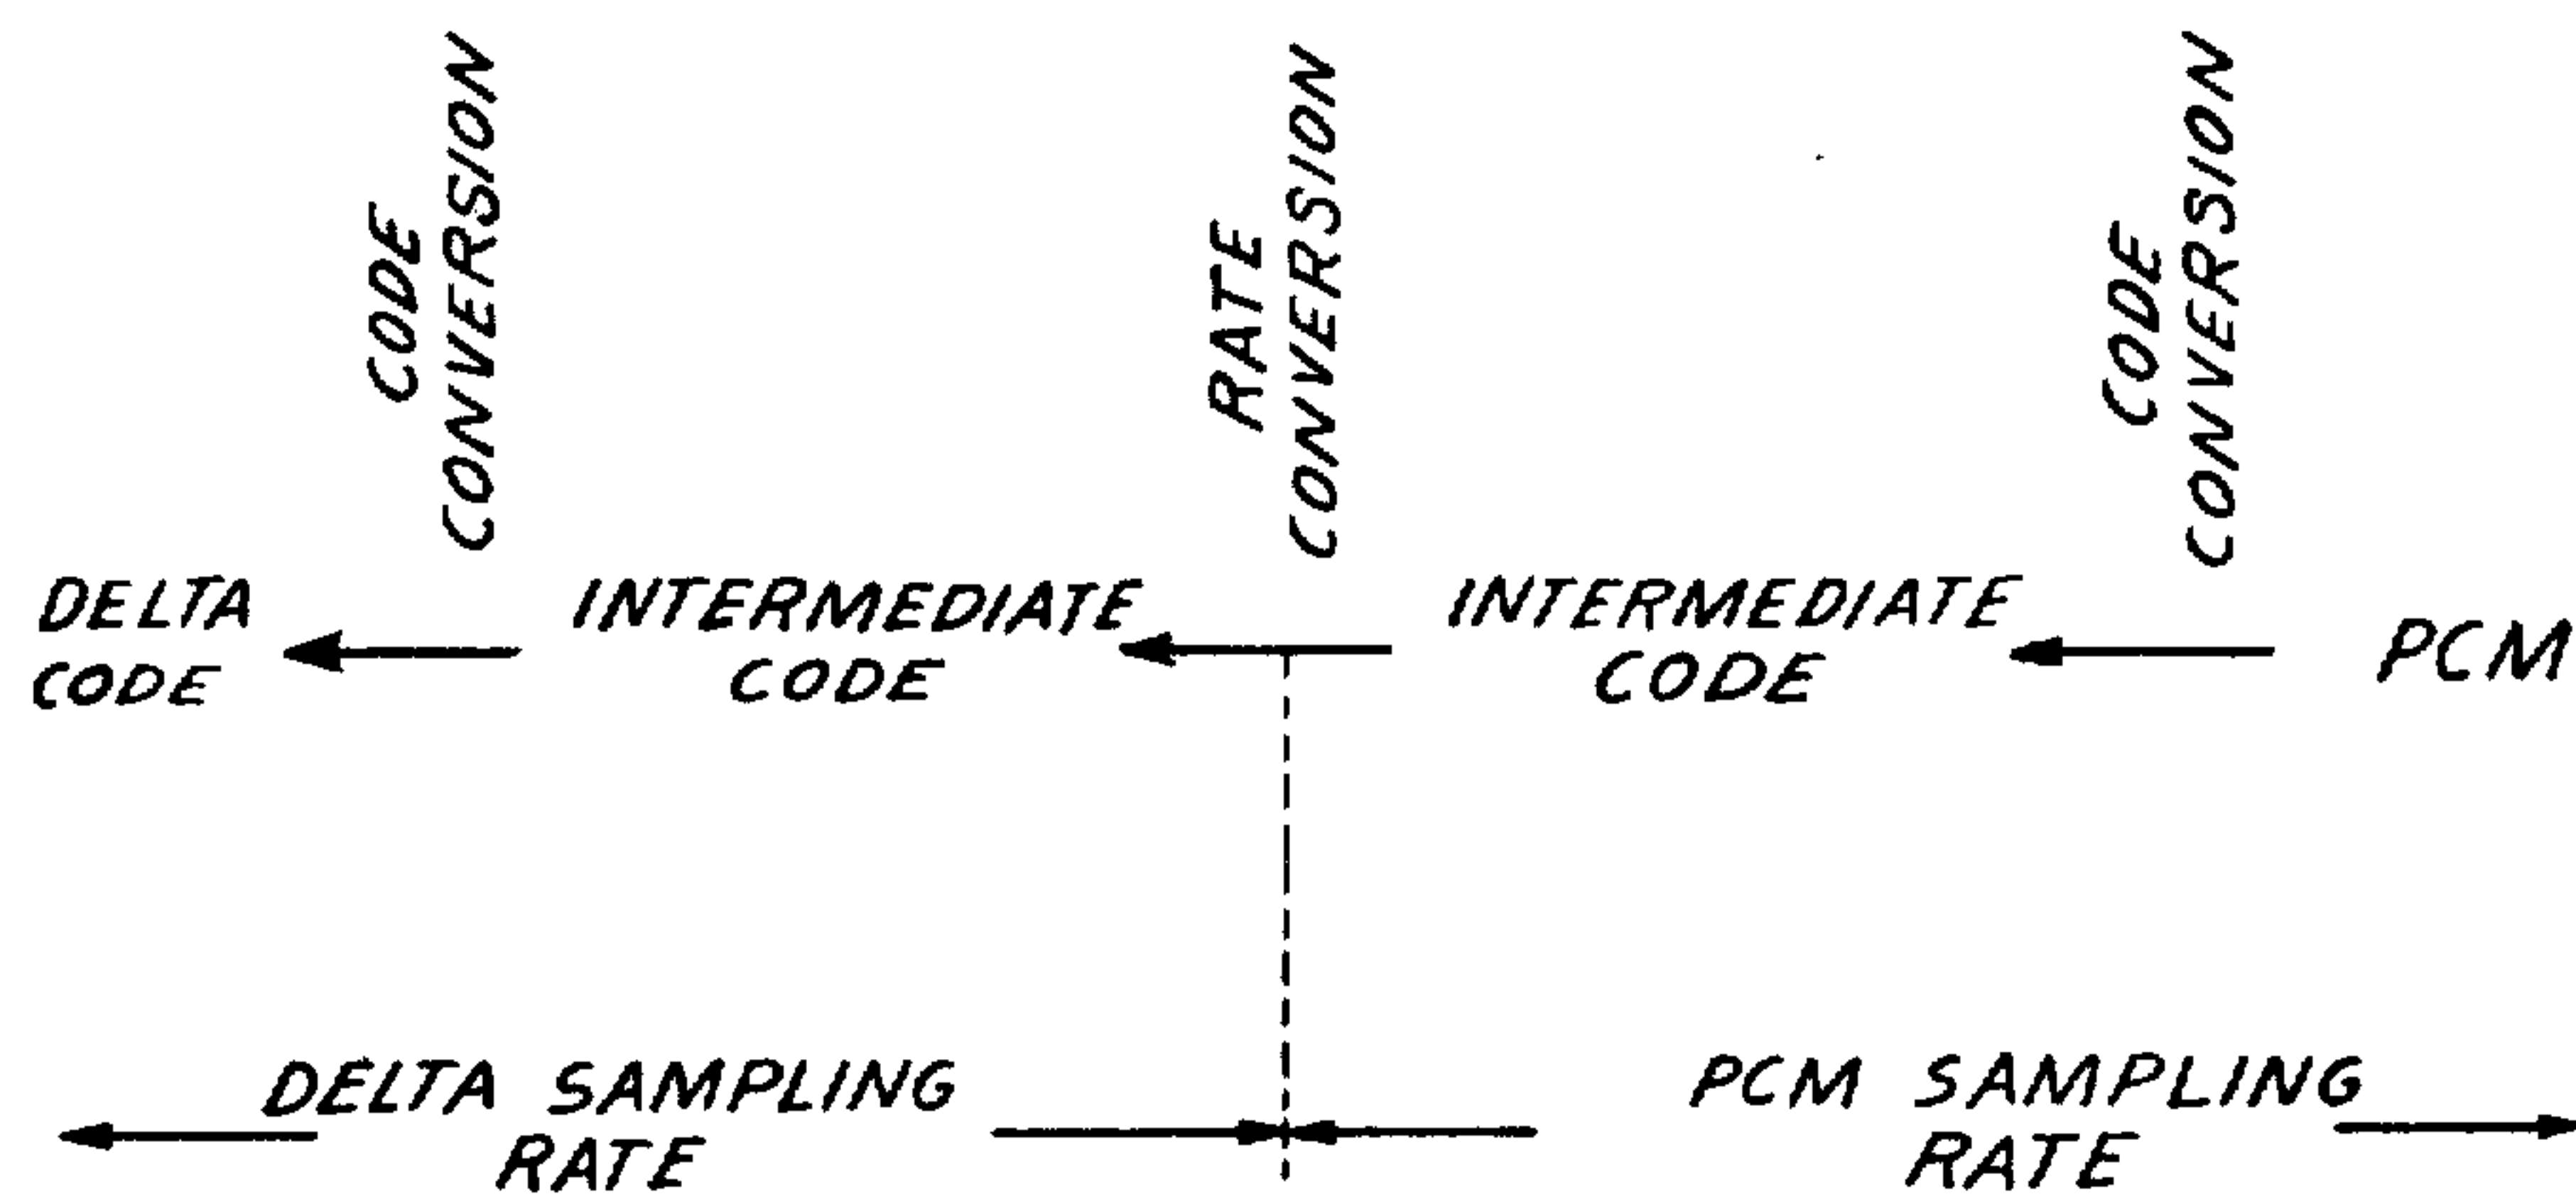 CODE
CONVERSION
RATE
CONVERSION
CODE
CONVERSION
DELTA
CODE
INTERMEDIATE
CODE
INTERMEDIATE
CODE
PCM
DELTA SAMPLING
RATE
PCM SAMPLING
RATE